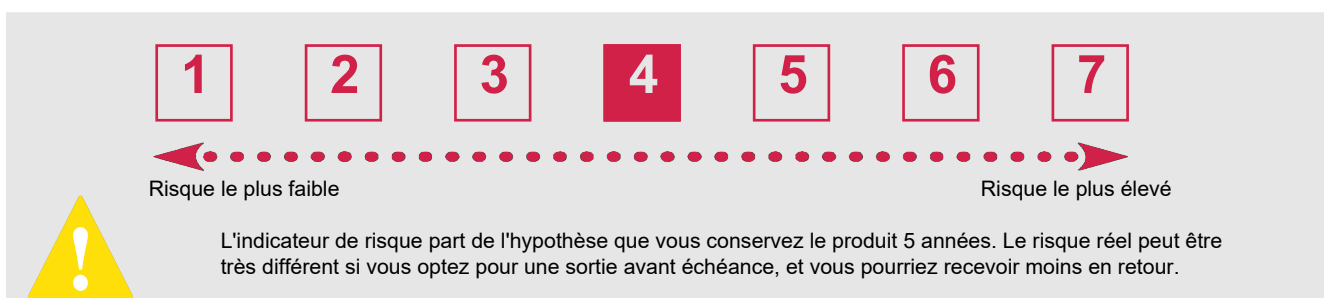 1 2 3 4 5 6 7
Risque le plus faible Risque le plus élevé
L'indicateur de risque part de l'hypothèse que vous conservez le produit 5 années. Le risque réel peut être
très différent si vous optez pour une sortie avant échéance, et vous pourriez recevoir moins en retour.
!